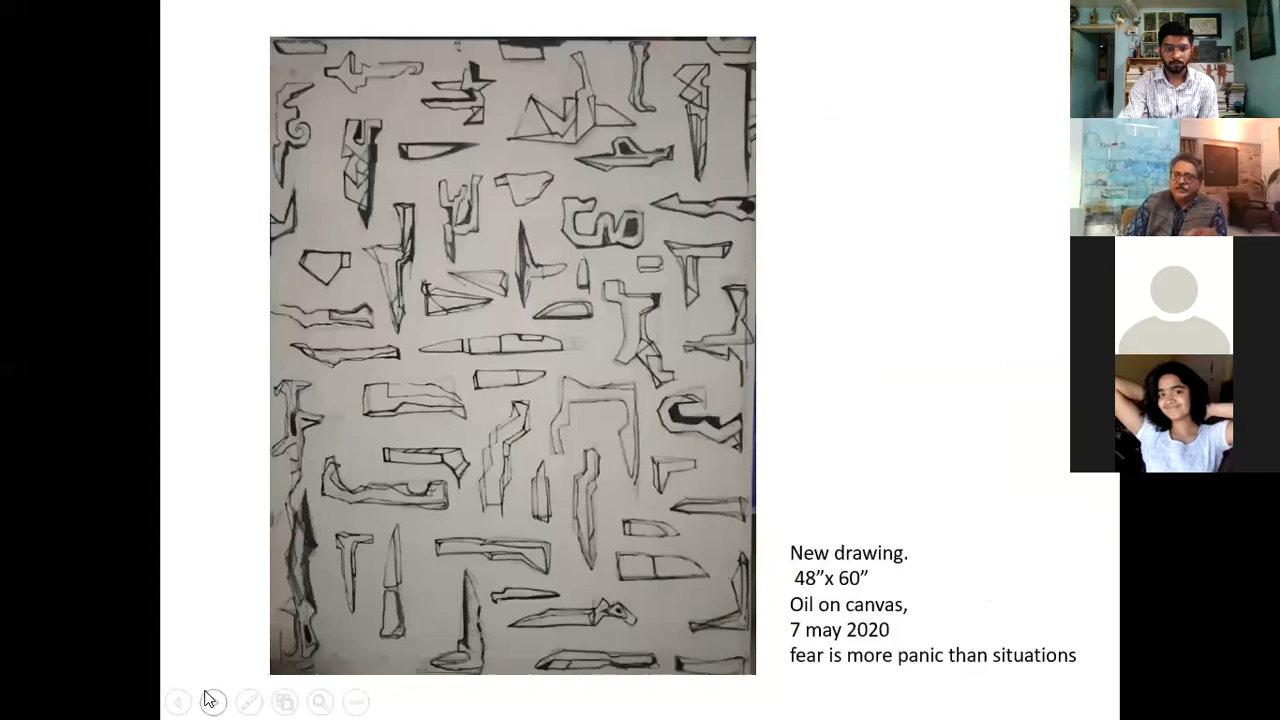 New drawing.
48”x 60”
Oil on canvas,
7 may 2020
fear is more panic than situations